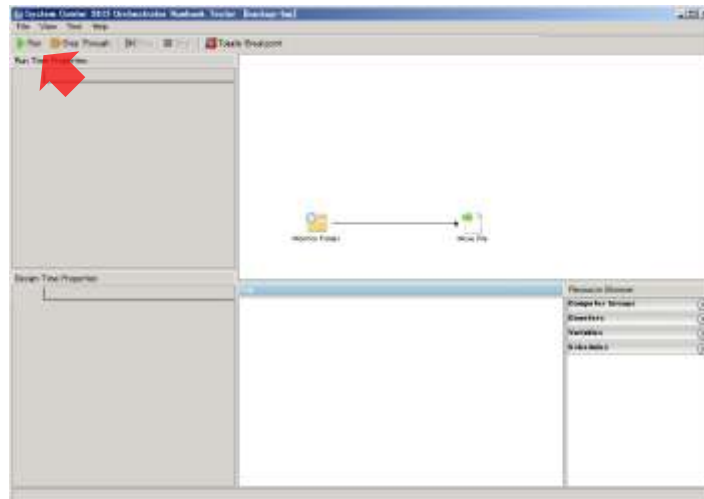 System Center 2012 Orchestrator Runbook Tester
File View Test Help
Run Step Through Toggle Breakpoint
Run Time Properties
Monitor Folder Move File
Design Time Properties
Resource Browser
Computer Groups
Counters
Variables
Schedules